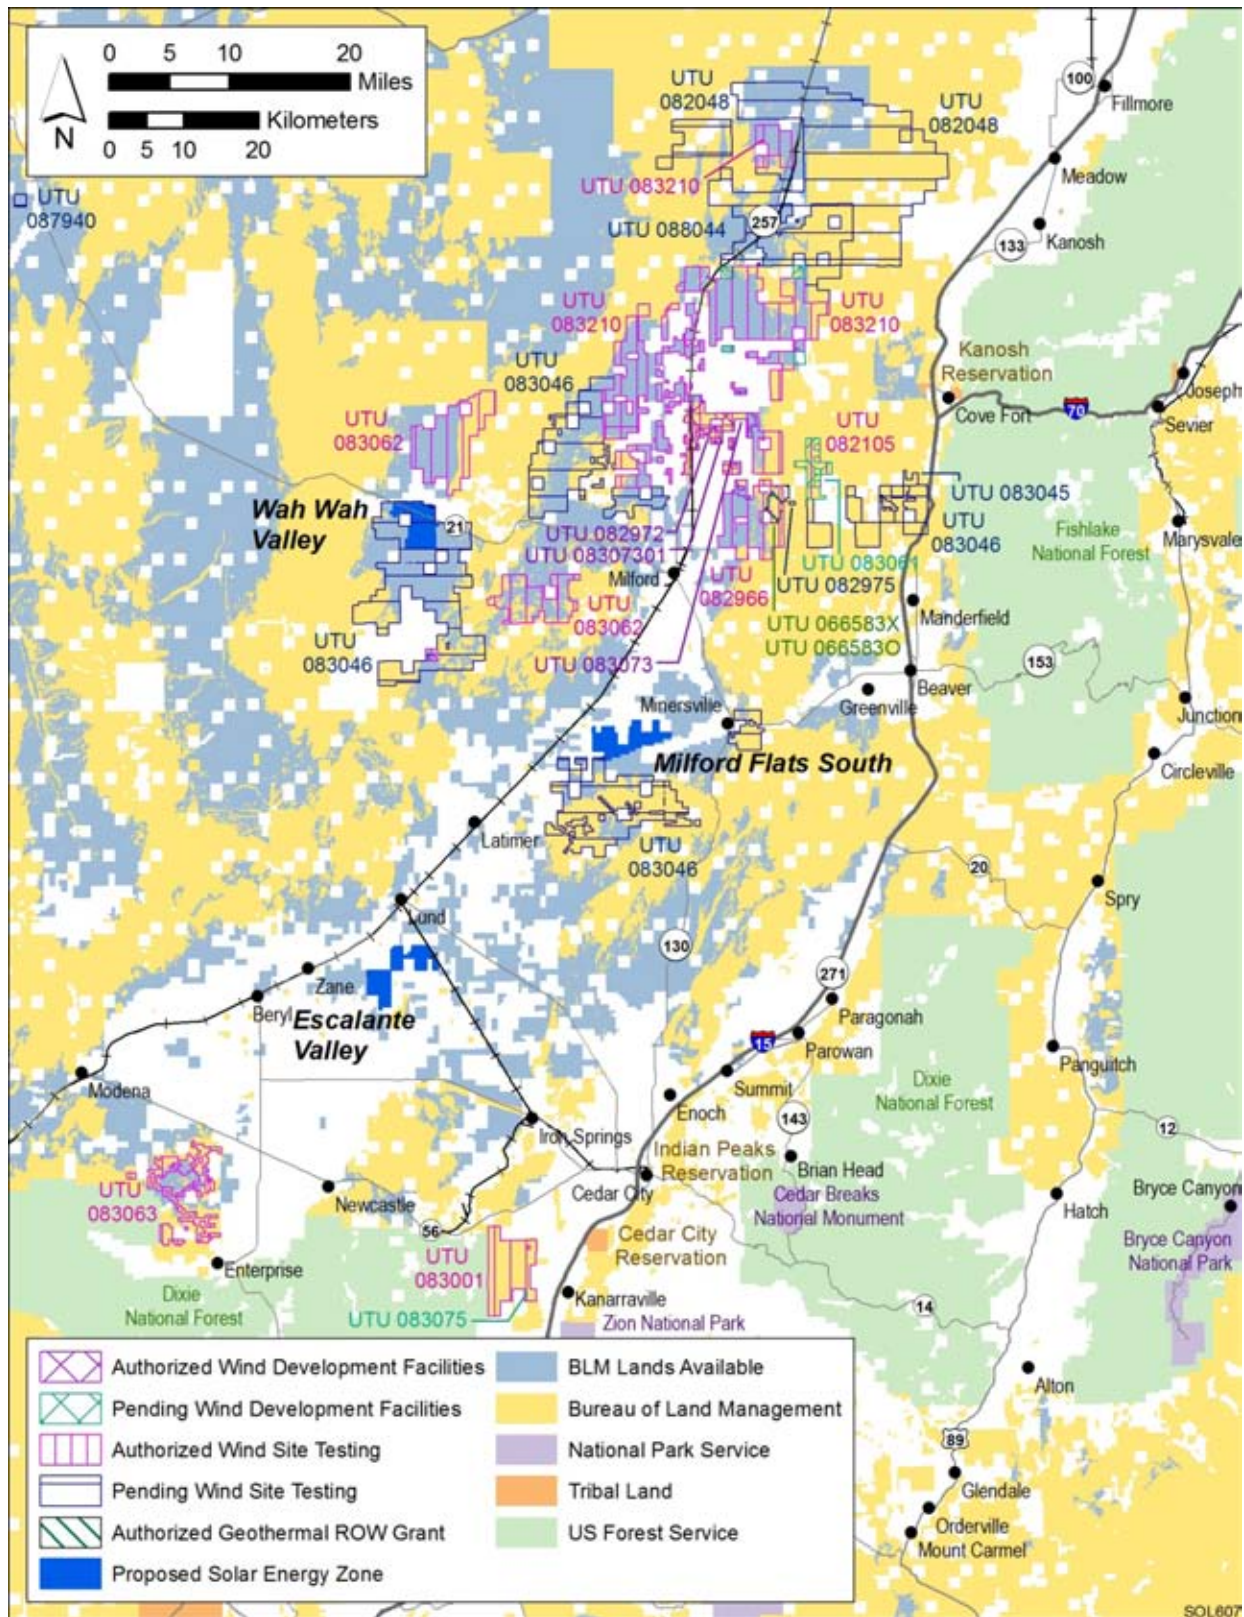 0 5 10 20
Miles
Kilometers
0 5 10 20
N
UTU
087940
UTU
082048
UTU
082048
100
Fillmore
Meadow
UTU 083210
Kanosh
133
UTU 088044
257
UTU
083210
UTU
083210
UTU
083046
Kanosh
Reservation
Joseph
Cove Fort
70
Sevier
UTU
083062
UTU
082105
Wah Wah
Valley
21
UTU 083045
UTU
083046
Fishlake
National Forest
Marysvale
UTU 082972
UTU 08307301
UTU 083061
Milford
UTU
082966
UTU 082975
UTU
083062
UTU 066583X
UTU 066583O
Manderfield
UTU
083046
UTU 083073
153
Beaver
Greenville
Minersville
Junction
Milford Flats South
Circleville
Latimer
UTU
083046
20
Spry
Lund
130
271
Zane
Beryl
Escalante
Valley
Paragonah
15
Parowan
Panguitch
Summit
Modena
Dixie
National Forest
Enoch
143
12
Iron Springs
Indian Peaks
Reservation
Brian Head
Cedar City
Cedar Breaks
National Monument
Bryce Canyon
Hatch
UTU
083063
Newcastle
56
Bryce Canyon
National Park
Cedar City
Reservation
UTU
083001
Enterprise
Kanarraville
Dixie
National Forest
UTU 083075
14
Zion National Park
Alton
Authorized Wind Development Facilities
Pending Wind Development Facilities
Authorized Wind Site Testing
Pending Wind Site Testing
Authorized Geothermal ROW Grant
Proposed Solar Energy Zone
BLM Lands Available
Bureau of Land Management
National Park Service
Tribal Land
US Forest Service
89
Glendale
Orderville
Mount Carmel
SOL607